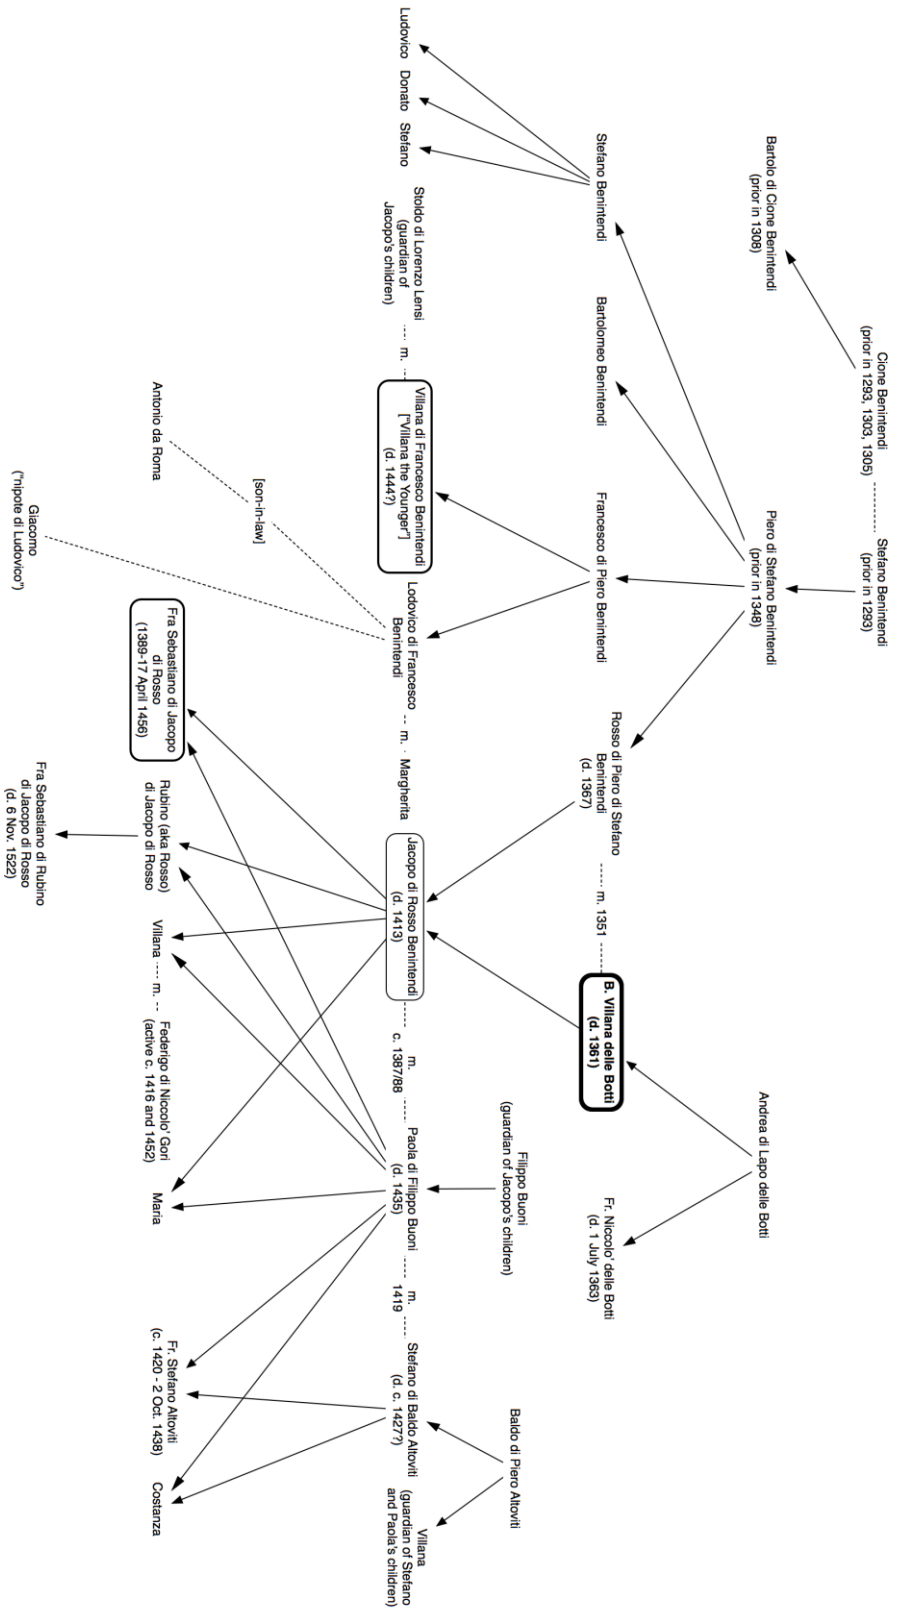 Cione Benintendi
(prior in 1293, 1303, 1305)
Stefano Benintendi
(prior in 1293)
Bartolo di Cione Benintendi
(prior in 1308)
Piero di Stefano Benintendi
(prior in 1348)
Andrea di Lapo delle Botti
Stefano Benintendi
Bartolomeo Benintendi
Francesco di Piero Benintendi
Rosso di Piero di Stefano
Benintendi
(d. 1367)
m. 1351
B. Villana delle Botti
(d. 1361)
Fr. Niccolo' delle Botti
(d. 1 July 1363)
Filippo Buoni
(guardian of Jacopo's children)
Baldo di Piero Altoviti
Ludovico
Donato
Stefano
Stoldo di Lorenzo Lensi
(guardian of
Jacopo's children)
m.
Villana di Francesco Benintendi
["Villana the Younger"]
(d. 1444?)
Lodovico di Francesco
Benintendi
m.
Margherita
Jacopo di Rosso Benintendi
(d. 1413)
m.
c. 1387/88
Paola di Filippo Buoni
(d. 1435)
m.
1419
Stefano di Baldo Altoviti
(d. c. 1427?)
Villana
(guardian of Stefano
and Paola's children)
[son-in-law]
Antonio da Roma
Giacomo
("nipote di Ludovico")
Fra Sebastiano di Jacopo
di Rosso
(1389-17 April 1456)
Rubino (aka Rosso)
di Jacopo di Rosso
Villana
m.
Federigo di Niccolo' Gori
(active c. 1416 and 1452)
Maria
Fr. Stefano Altoviti
(c. 1420 - 2 Oct. 1438)
Costanza
Fra Sebastiano di Rubino
di Jacopo di Rosso
(d. 6 Nov. 1522)